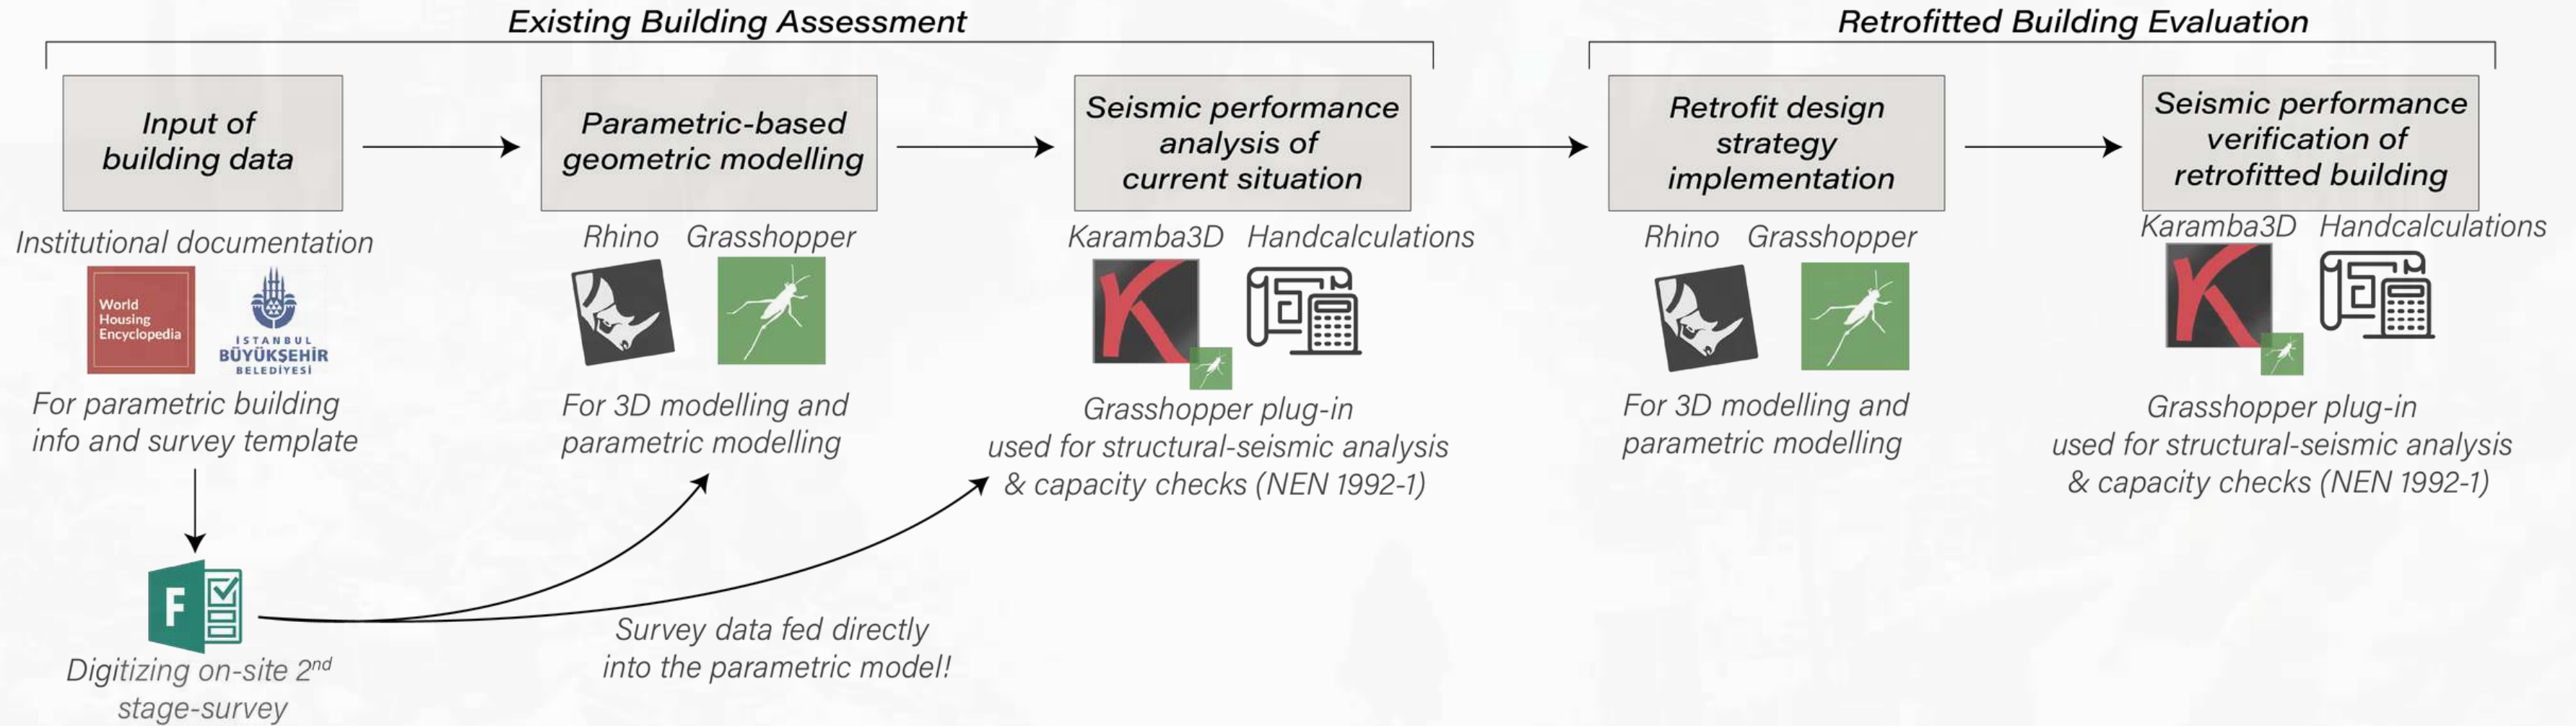 Existing Building Assessment
Retrofitted Building Evaluation
Input of
building data
Parametric-based
geometric modelling
Seismic performance
analysis of
current situation
Retrofit design
strategy
implementation
Seismic performance
verification of
retrofitted building
Institutional documentation
World
Housing
Encyclopedia
İSTANBUL
BÜYÜKŞEHİR
BELEDİYESİ
For parametric building
info and survey template
F
Digitizing on-site 2nd
stage-survey
Rhino Grasshopper
For 3D modelling and
parametric modelling
Survey data fed directly
into the parametric model!
Karamba3D Handcalculations
K
Grasshopper plug-in
used for structural-seismic analysis
& capacity checks (NEN 1992-1)
Rhino Grasshopper
For 3D modelling and
parametric modelling
Karamba3D Handcalculations
K
Grasshopper plug-in
used for structural-seismic analysis
& capacity checks (NEN 1992-1)